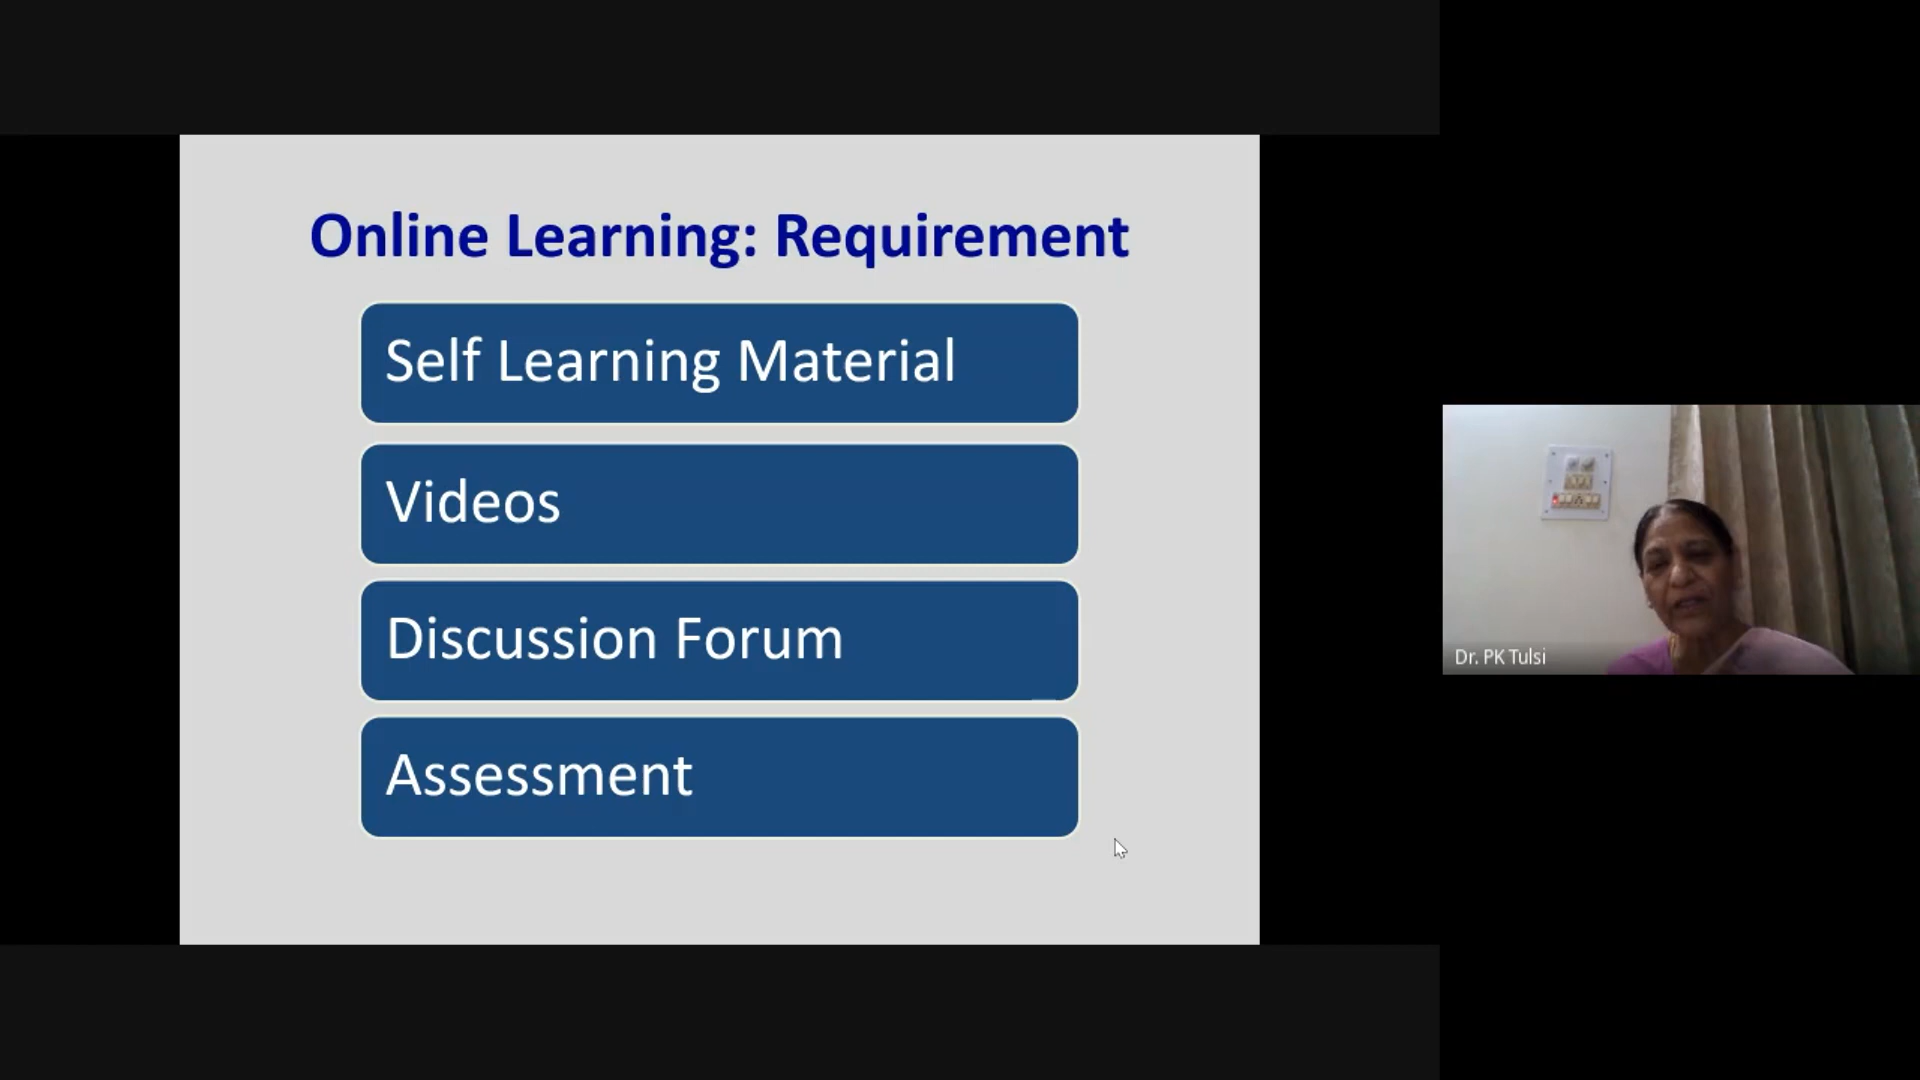 Online Learning: Requirement
Self Learning Material
Videos
Discussion Forum
Assessment
Dr. PK Tulsi